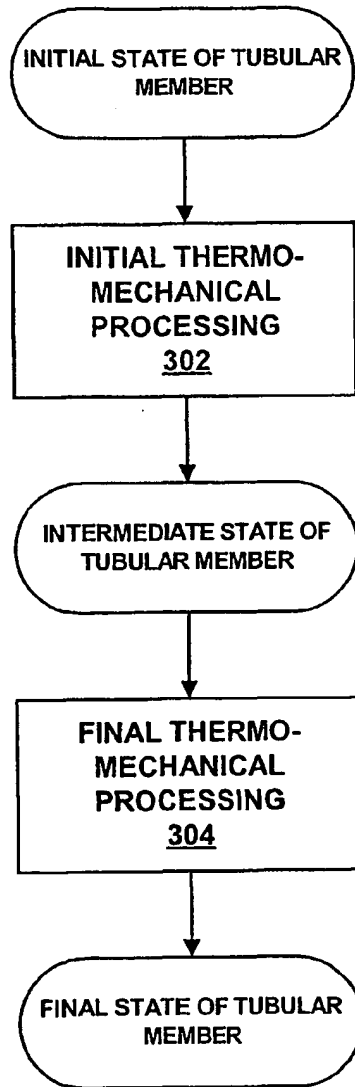 INITIAL STATE OF TUBULAR
MEMBER
INITIAL THERMO-
MECHANICAL
PROCESSING
302
INTERMEDIATE STATE OF
TUBULAR MEMBER
FINAL THERMO-
MECHANICAL
PROCESSING
304
FINAL STATE OF TUBULAR
MEMBER